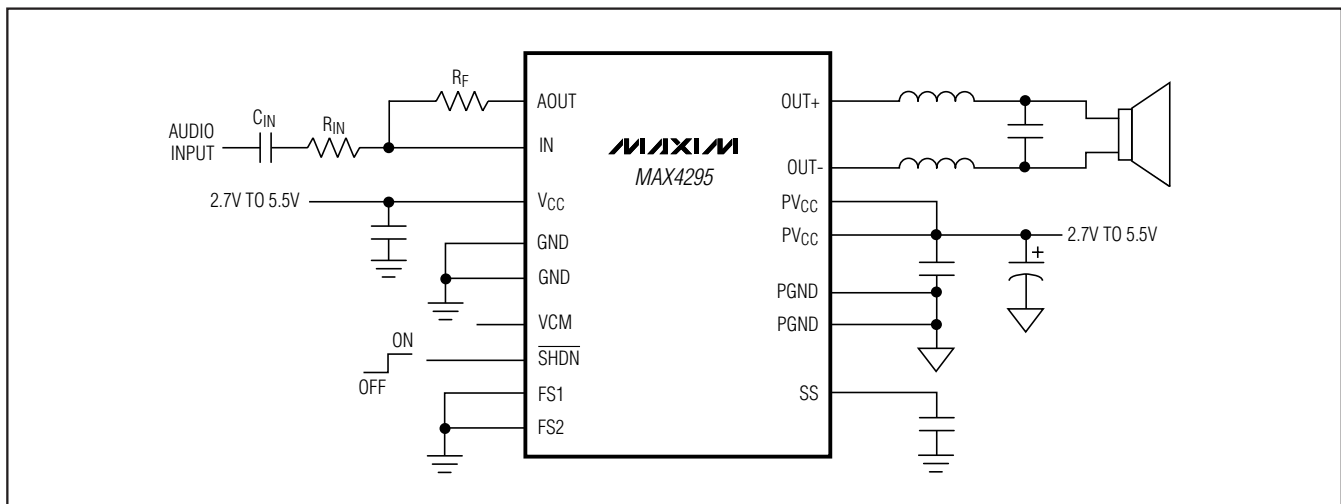 RF
AOUT
OUT+
CIN
RIN
AUDIO
INPUT
IN
MAXIM
MAX4295
OUT-
2.7V TO 5.5V
VCC
PVCC
PVCC
2.7V TO 5.5V
+
GND
GND
PGND
VCM
PGND
ON
SHDN
OFF
FS1
SS
FS2